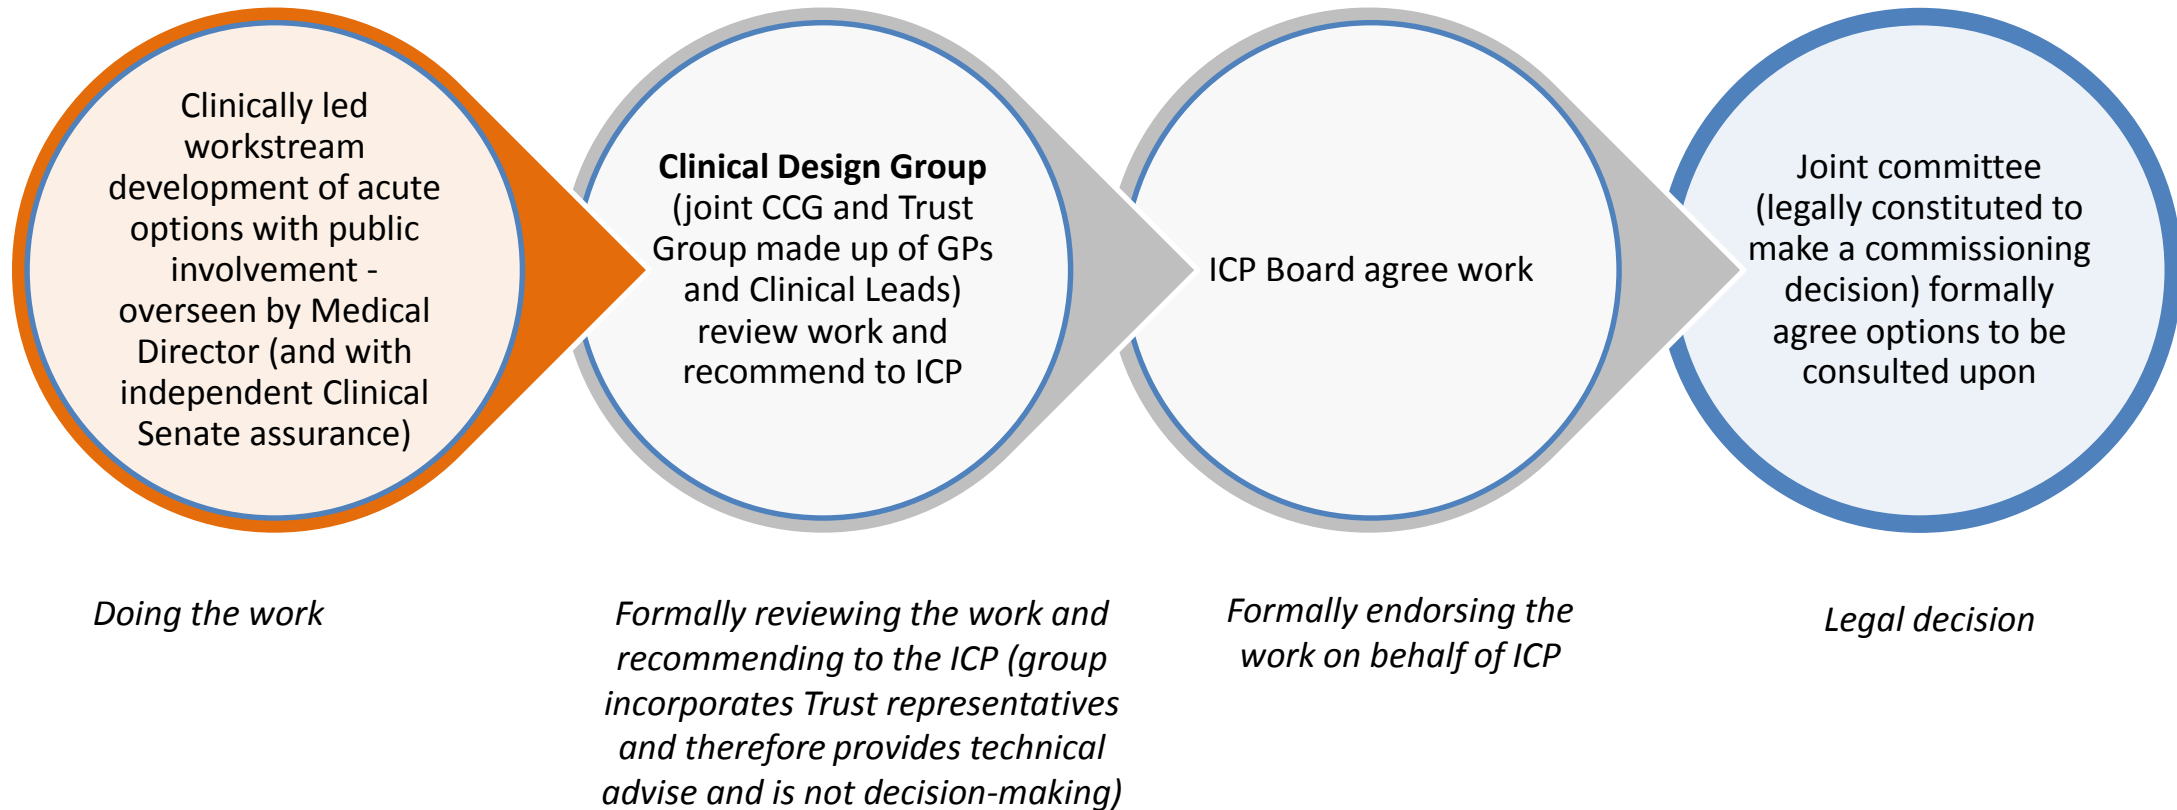 Clinically led
workstream
development of acute
options with public
involvement -
overseen by Medical
Director (and with
independent Clinical
Senate assurance)
Clinical Design Group
(joint CCG and Trust
Group made up of GPs
and Clinical Leads)
review work and
recommend to ICP
ICP Board agree work
Joint committee
(legally constituted to
make a commissioning
decision) formally
agree options to be
consulted upon
Doing the work
Formally reviewing the work and
recommending to the ICP (group
incorporates Trust representatives
and therefore provides technical
advise and is not decision-making)
Formally endorsing the
work on behalf of ICP
Legal decision